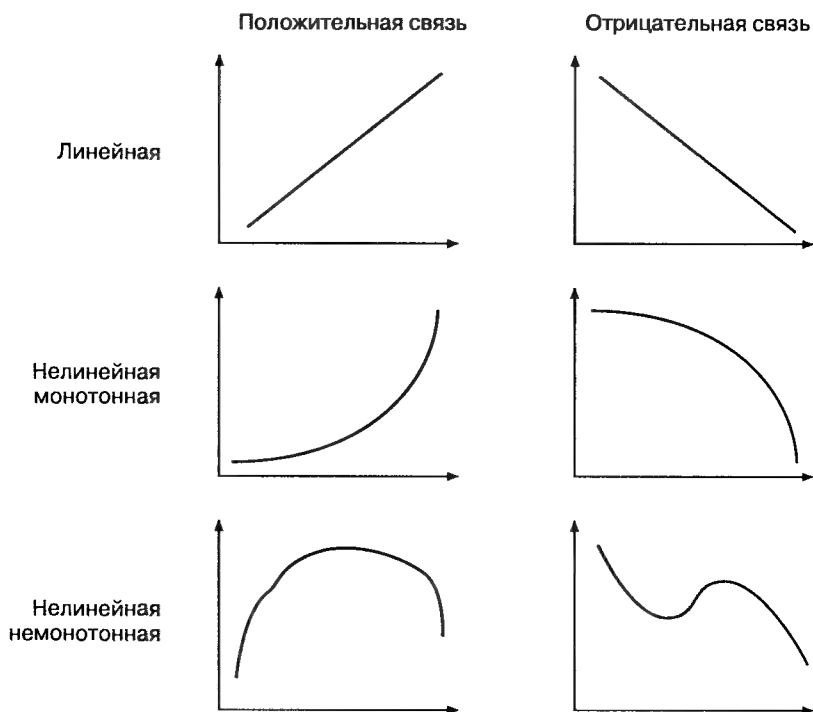 Положительная связь
Отрицательная связь
Линейная
Нелинейная
монотонная
Нелинейная
немонотонная